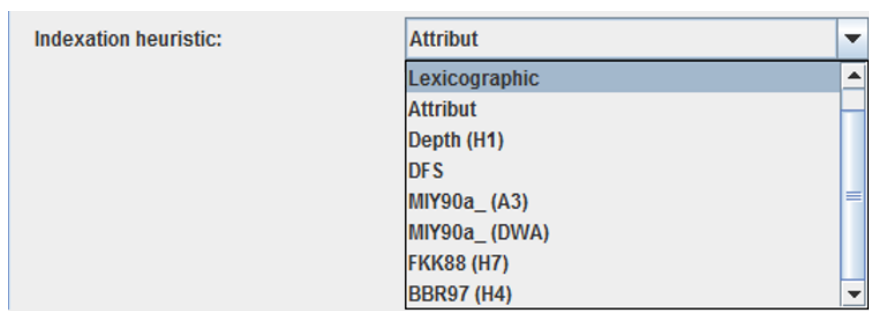 Indexation heuristic: Attribut
Lexicographic
Attribut
Depth (H1)
DFS
MIY90a_ (A3)
MIY90a_ (DWA)
FKK88 (H7)
BBR97 (H4)